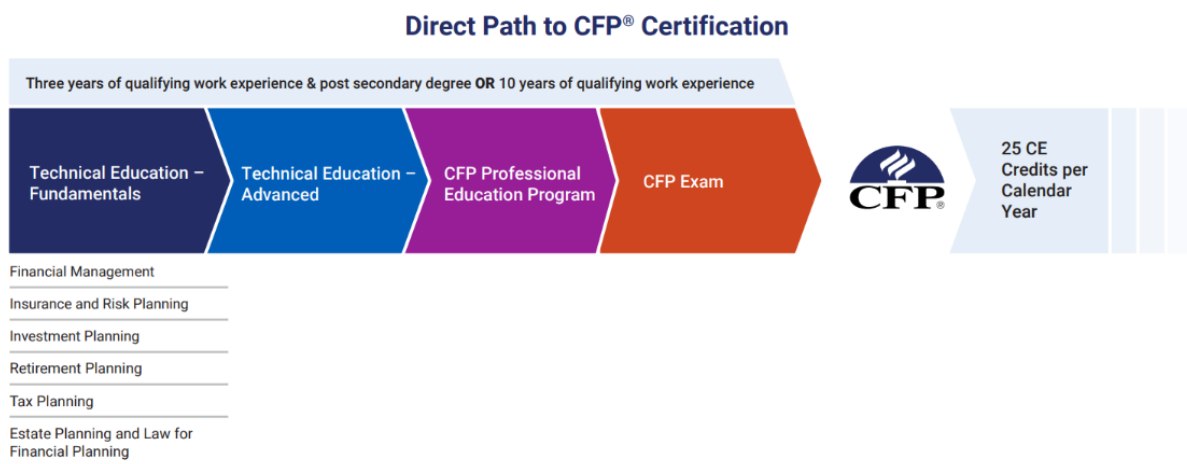 Direct Path to CFP® Certification
Three years of qualifying work experience & post secondary degree OR 10 years of qualifying work experience
Technical Education –
Fundamentals
Technical Education –
Advanced
CFP Professional
Education Program
CFP Exam
CFP®
25 CE
Credits per
Calendar
Year
Financial Management
Insurance and Risk Planning
Investment Planning
Retirement Planning
Tax Planning
Estate Planning and Law for
Financial Planning